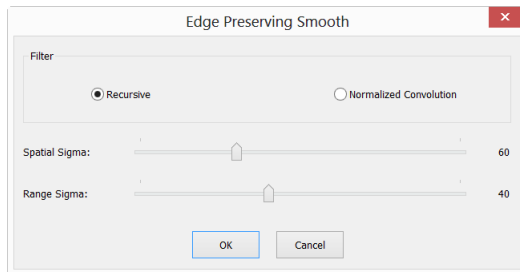 Edge Preserving Smooth
Filter
Recursive
Normalized Convolution
Spatial Sigma:
60
Range Sigma:
40
OK
Cancel